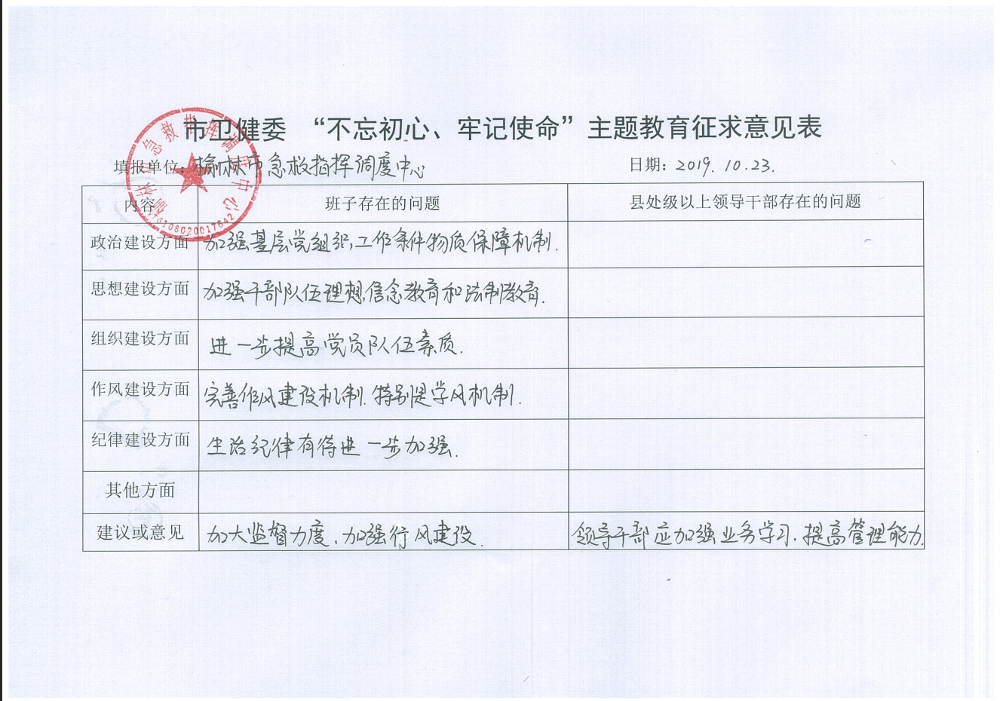 市卫健委 “不忘初心、牢记使命”主题教育征求意见表
填报单位：榆林市急救指挥调度中心 日期：2019.10.23.
内容 班子存在的问题 县处级以上领导干部存在的问题
政治建设方面 加强基层党组织工作条件物质保障机制.
思想建设方面 加强干部队伍理想信念教育和法制教育.
组织建设方面 进一步提高党员队伍素质.
作风建设方面 完善作风建设机制.特别是学风机制.
纪律建设方面 生活纪律有待进一步加强.
其他方面
建议或意见 加大监督力度.加强行风建设. 领导干部应加强业务学习.提高管理能力.